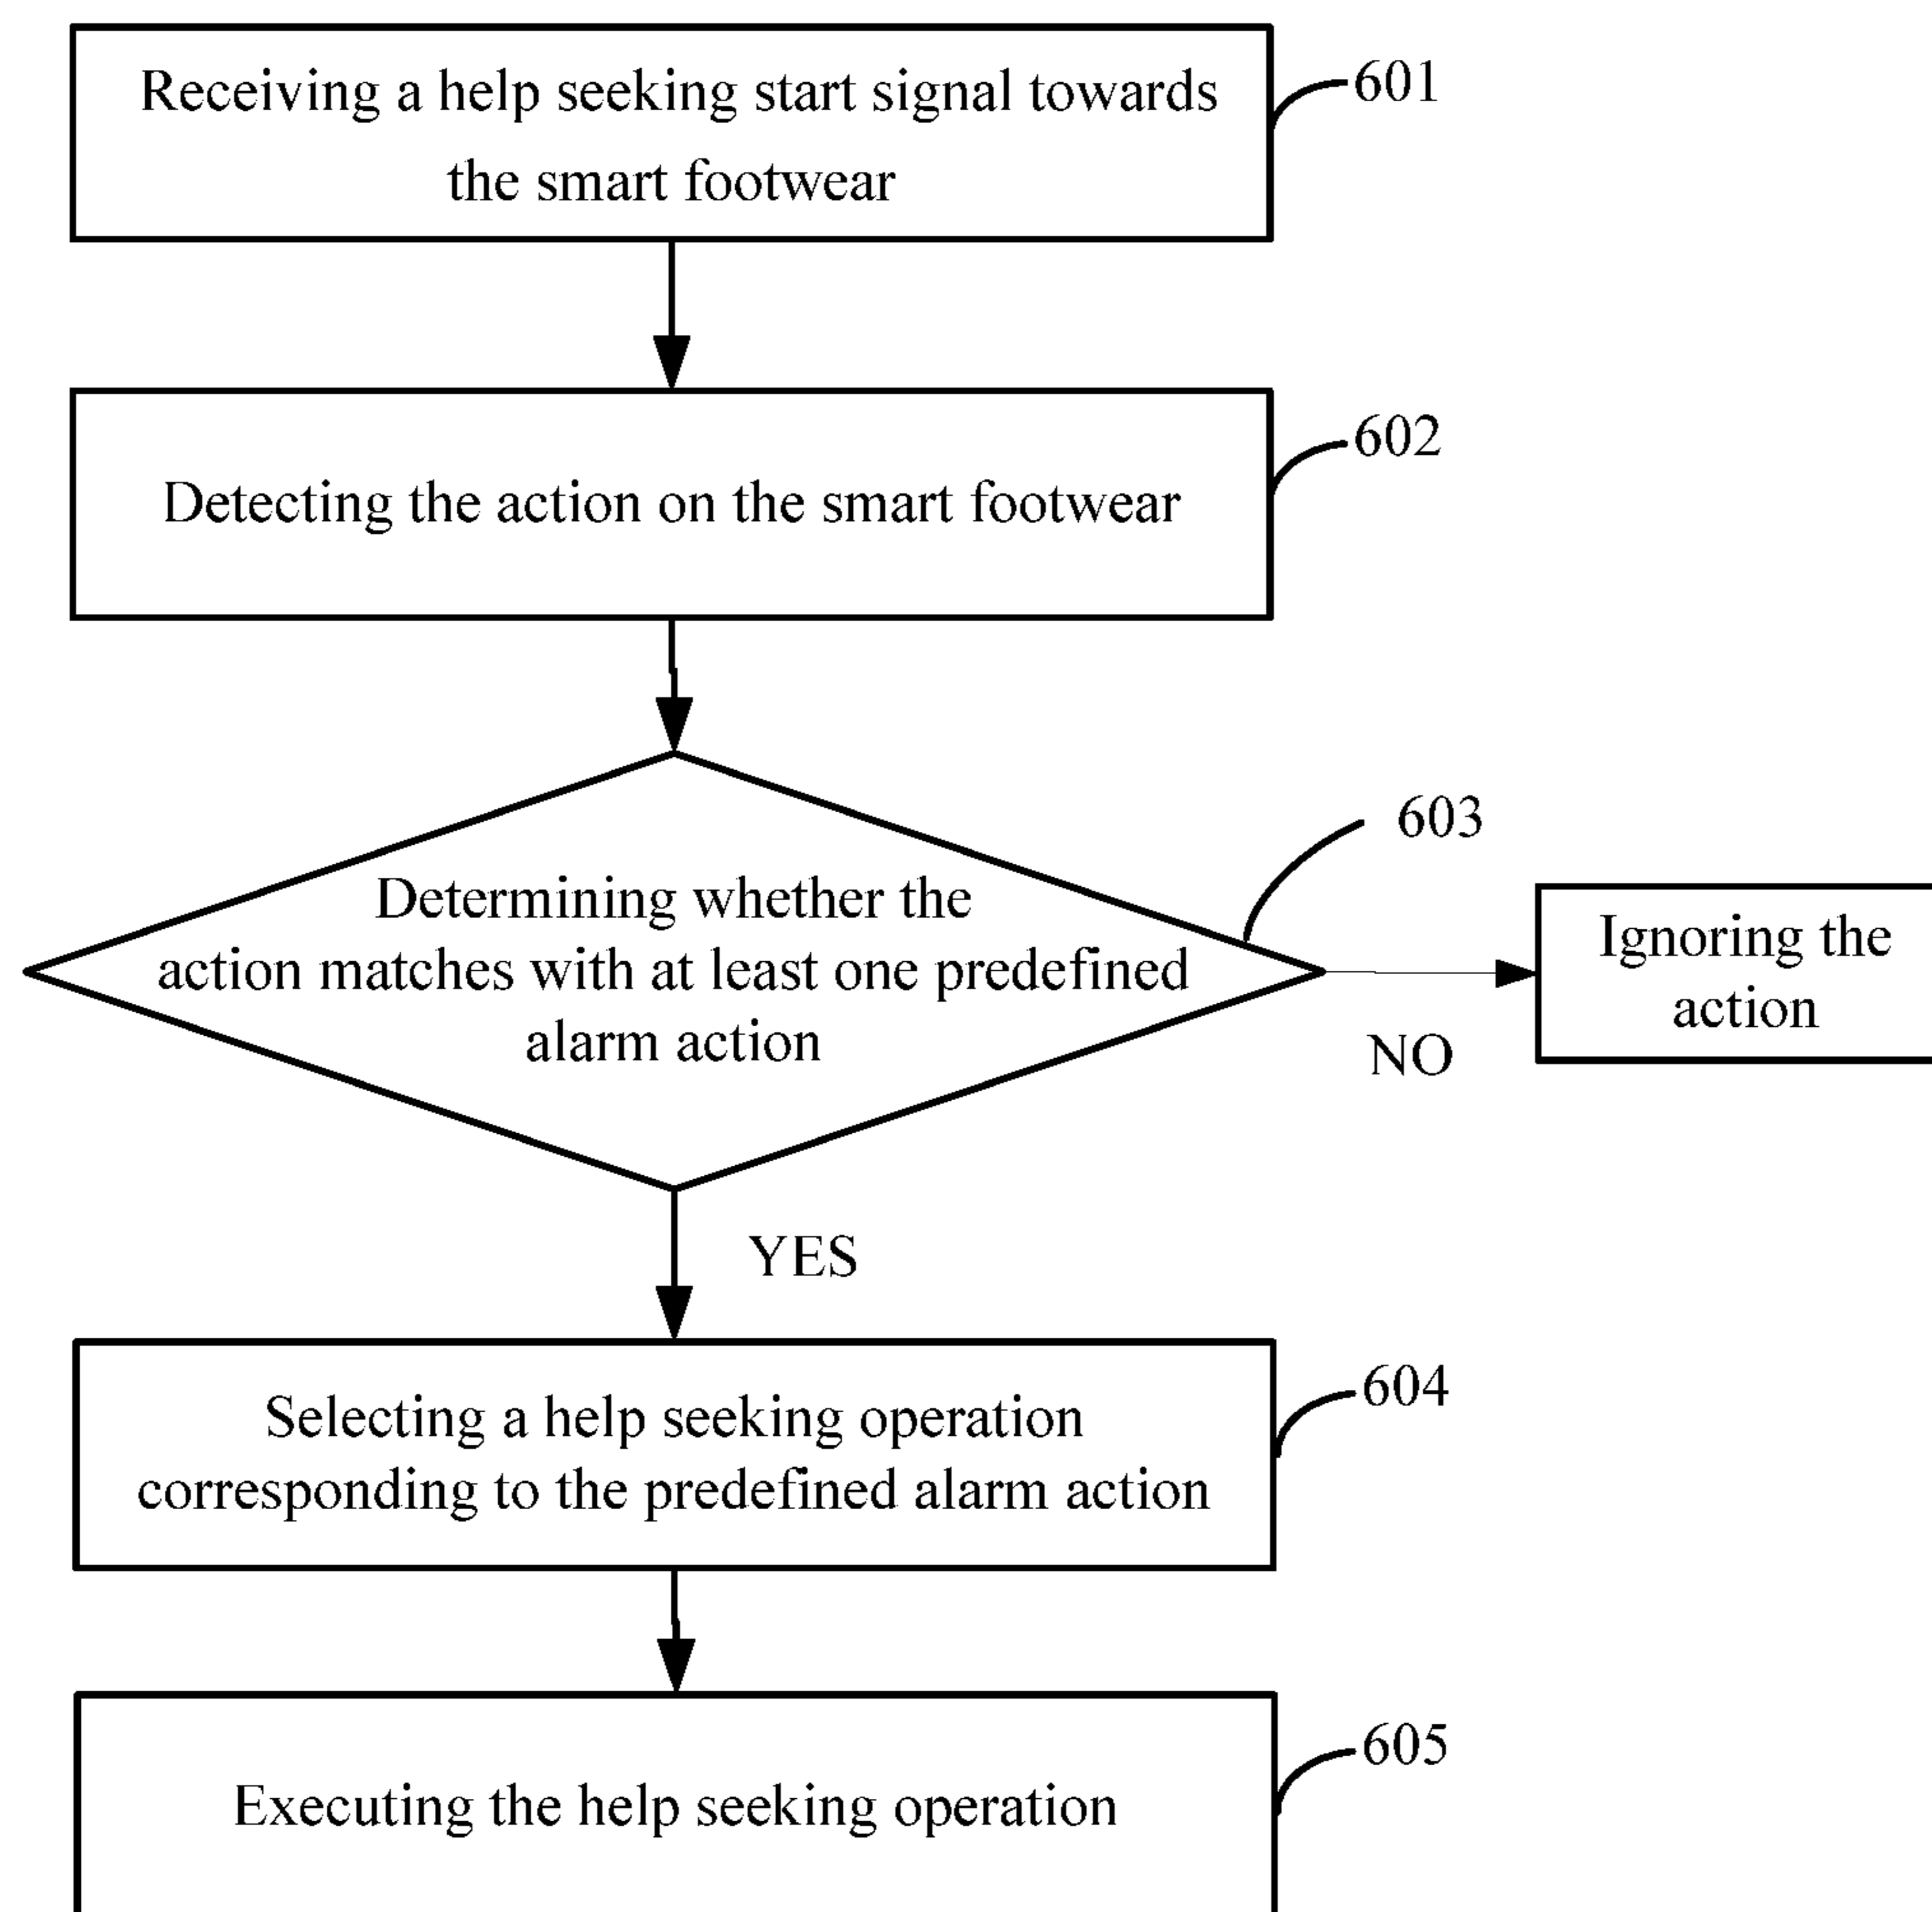 Receiving a help seeking start signal towards
the smart footwear
601
Detecting the action on the smart footwear
602
Determining whether the
action matches with at least one predefined
alarm action
603
NO
Ignoring the
action
YES
Selecting a help seeking operation
corresponding to the predefined alarm action
604
Executing the help seeking operation
605